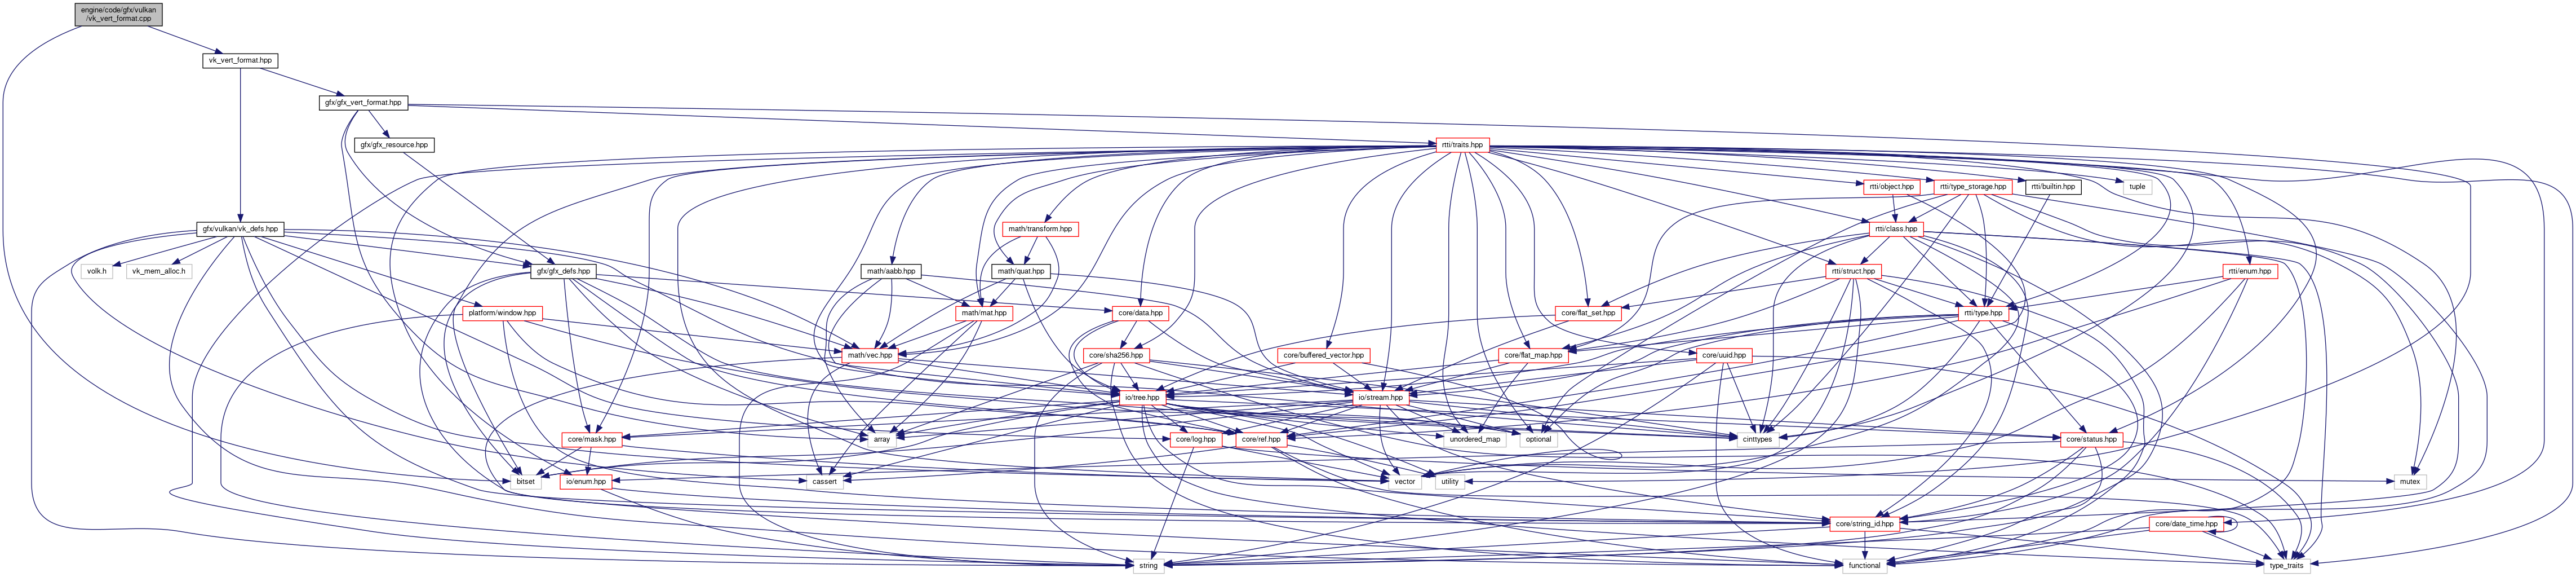 engine/code/gfx/vulkan
/vk_vert_format.cpp
vk_vert_format.hpp
gfx/gfx_vert_format.hpp
gfx/gfx_resource.hpp
rtti/traits.hpp
rtti/object.hpp
rtti/type_storage.hpp
rtti/builtin.hpp
tuple
gfx/vulkan/vk_defs.hpp
math/transform.hpp
rtti/class.hpp
volk.h
vk_mem_alloc.h
gfx/gfx_defs.hpp
math/aabb.hpp
math/quat.hpp
rtti/struct.hpp
rtti/enum.hpp
platform/window.hpp
math/mat.hpp
core/data.hpp
core/flat_set.hpp
rtti/type.hpp
math/vec.hpp
core/sha256.hpp
core/buffered_vector.hpp
core/flat_map.hpp
core/uuid.hpp
io/tree.hpp
io/stream.hpp
core/mask.hpp
array
core/log.hpp
core/ref.hpp
unordered_map
optional
cinttypes
core/status.hpp
bitset
io/enum.hpp
cassert
vector
utility
mutex
core/string_id.hpp
core/date_time.hpp
string
functional
type_traits